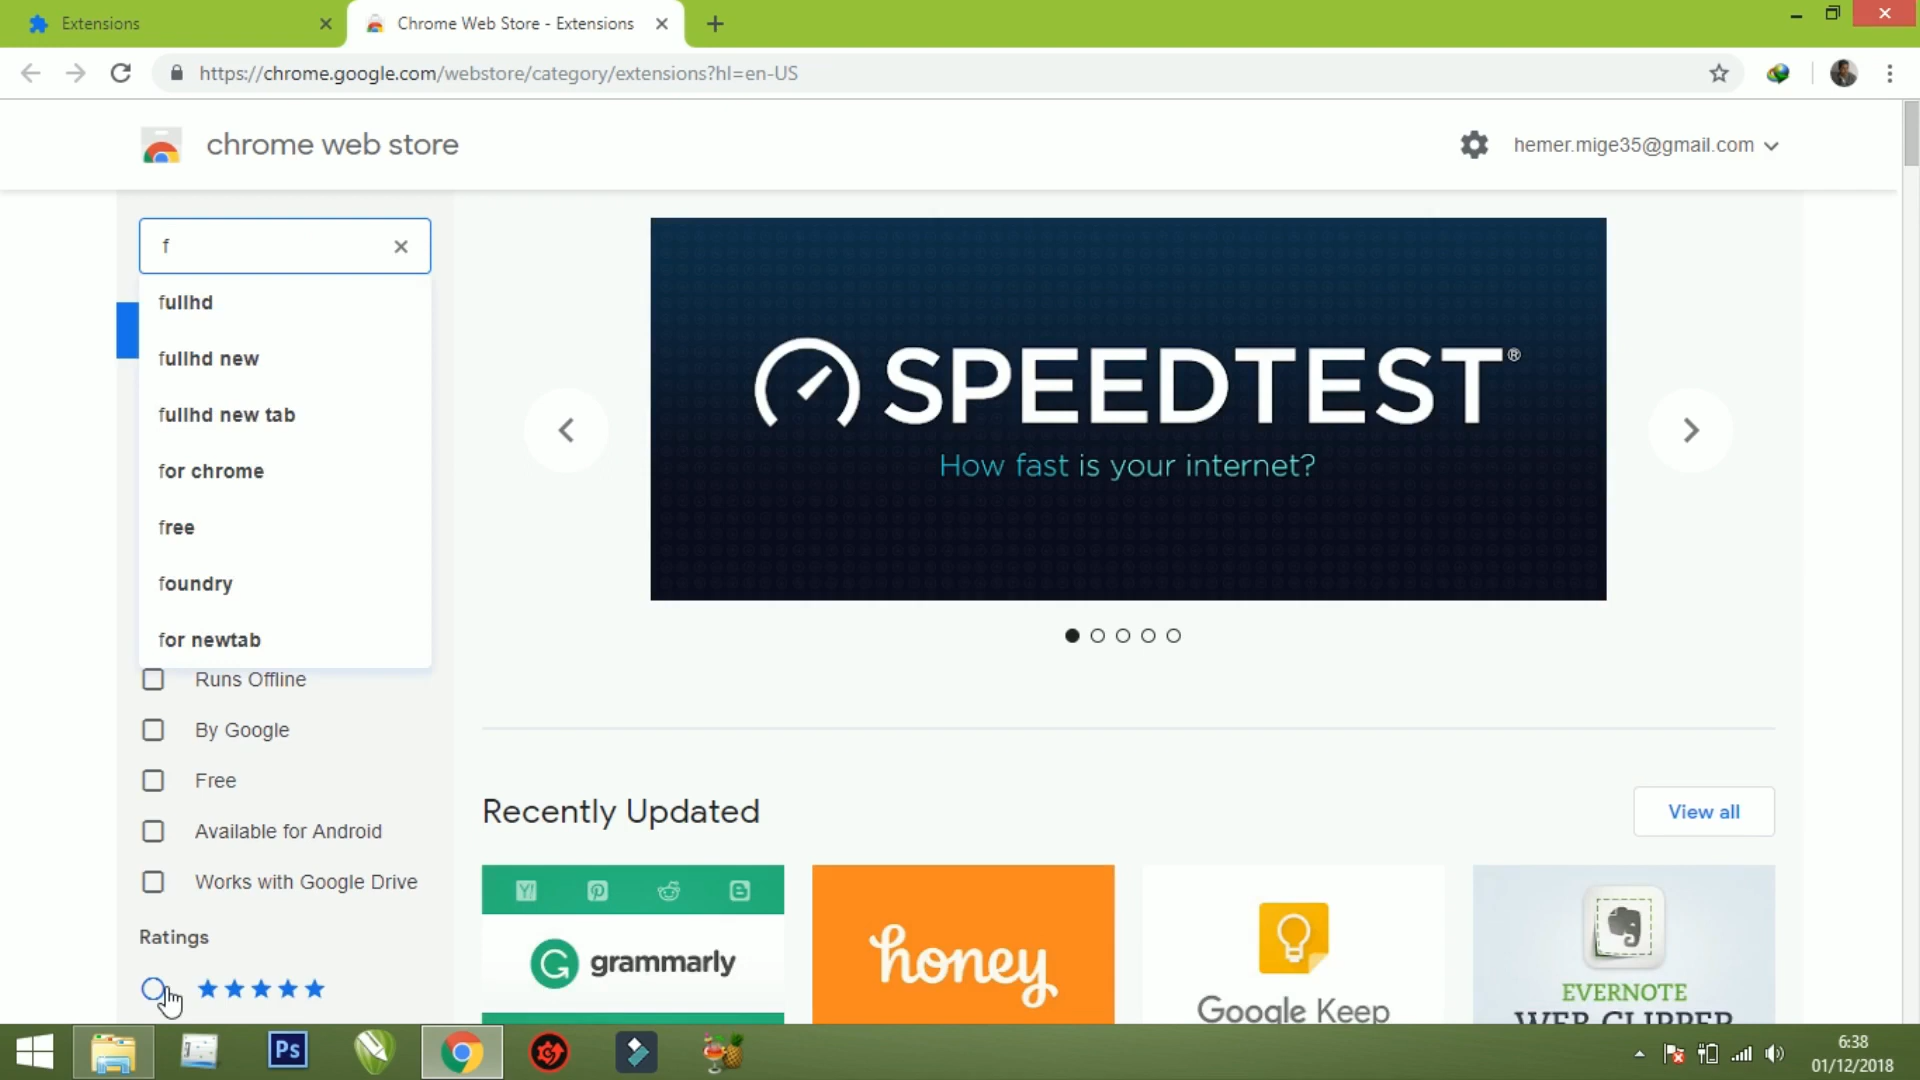 Extensions
Chrome Web Store - Extensions
https://chrome.google.com/webstore/category/extensions?hl=en-US
chrome web store
hemer.mige35@gmail.com
f
fullhd
fullhd new
fullhd new tab
for chrome
free
foundry
for newtab
Runs Offline
By Google
Free
Available for Android
Works with Google Drive
Ratings
SPEEDTEST®
How fast is your internet?
Recently Updated
View all
grammarly
honey
Google Keep
EVERNOTE
WEB CLIPPER
Ps
6:38
01/12/2018